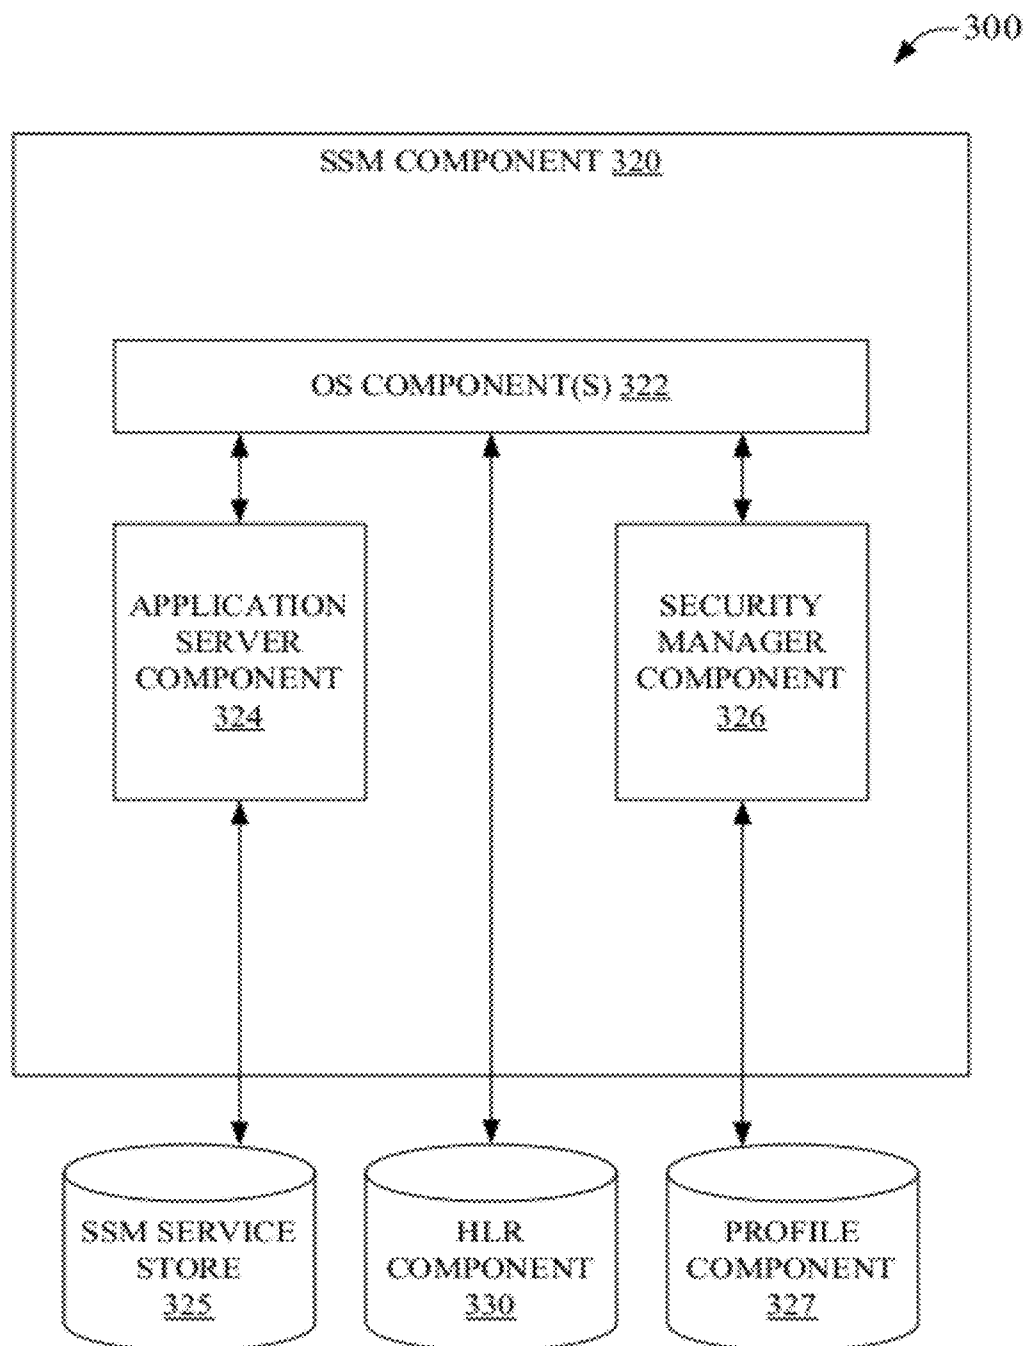 300
SSM COMPONENT 320
OS COMPONENT(S) 322
APPLICATION
SERVER
COMPONENT
324
SECURITY
MANAGER
COMPONENT
326
SSM SERVICE
STORE
325
HLR
COMPONENT
330
PROFILE
COMPONENT
327